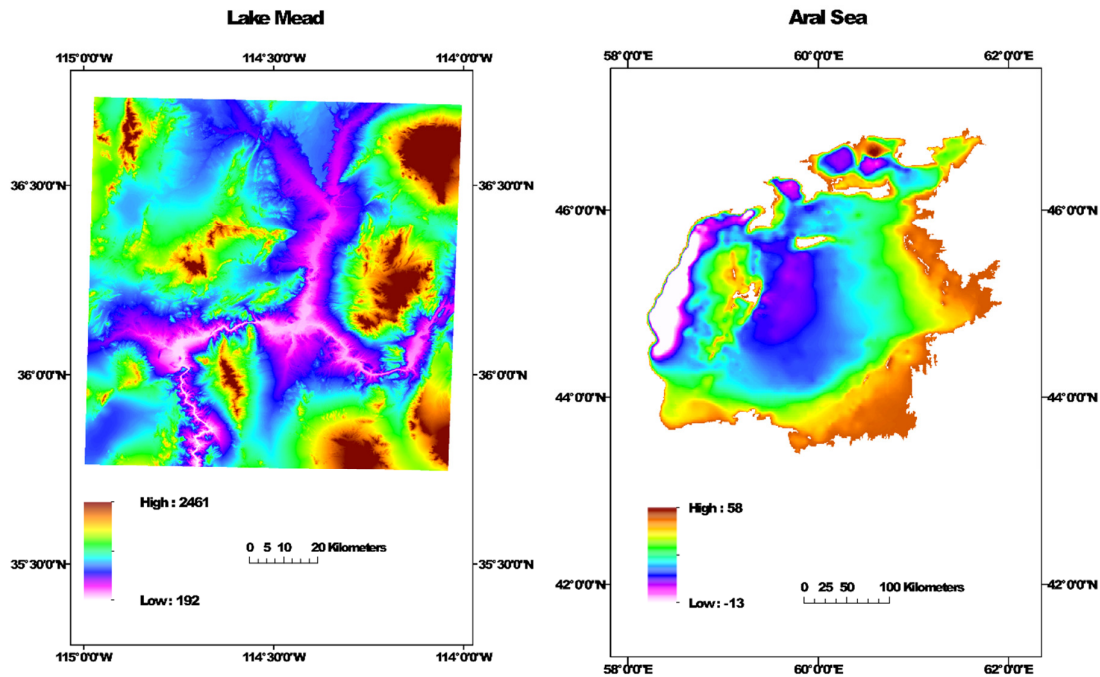 Lake Mead
115°0'0"W 114°30'0"W 114°0'0"W
36°30'0"N 36°30'0"N
36°0'0"N 36°0'0"N
35°30'0"N 35°30'0"N
High : 2461
Low : 192
0 5 10 20 Kilometers
115°0'0"W 114°30'0"W 114°0'0"W
Aral Sea
58°0'0"E 60°0'0"E 62°0'0"E
46°0'0"N 46°0'0"N
44°0'0"N 44°0'0"N
42°0'0"N 42°0'0"N
High : 58
Low : -13
0 25 50 100 Kilometers
58°0'0"E 60°0'0"E 62°0'0"E